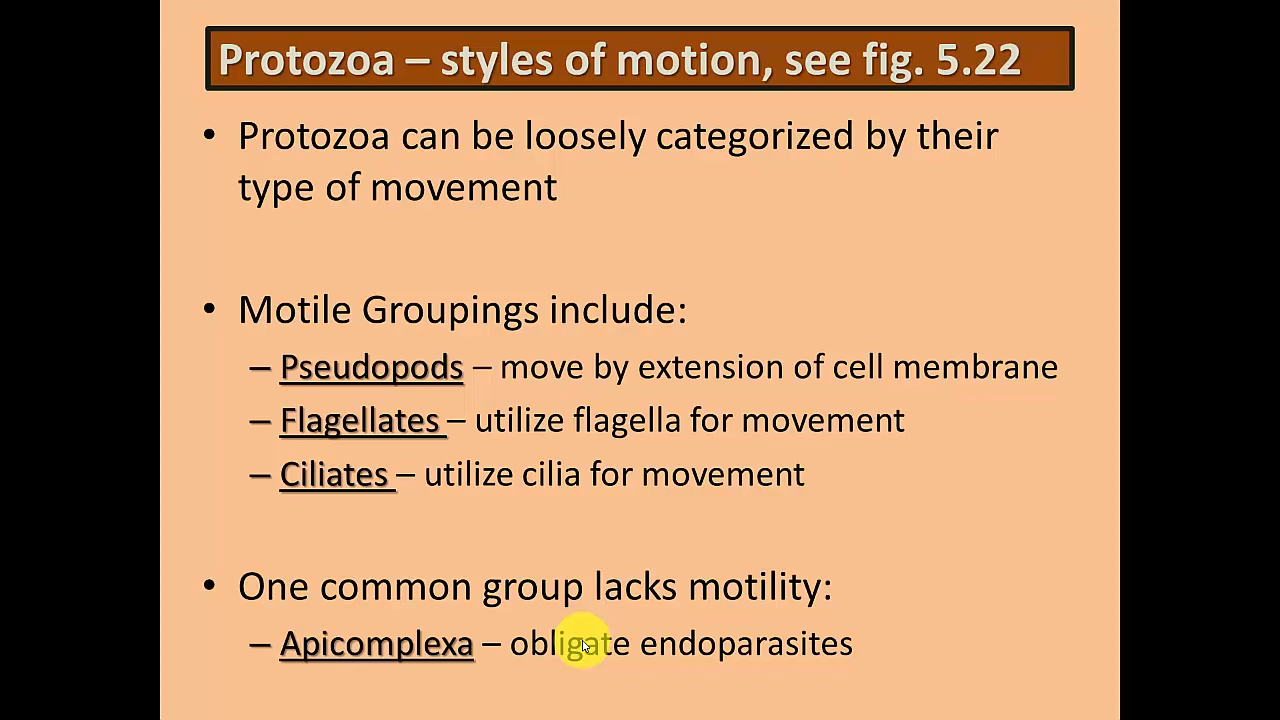 Protozoa – styles of motion, see fig. 5.22
• Protozoa can be loosely categorized by their
type of movement
• Motile Groupings include:
– Pseudopods – move by extension of cell membrane
– Flagellates – utilize flagella for movement
– Ciliates – utilize cilia for movement
• One common group lacks motility:
– Apicomplexa – obligate endoparasites